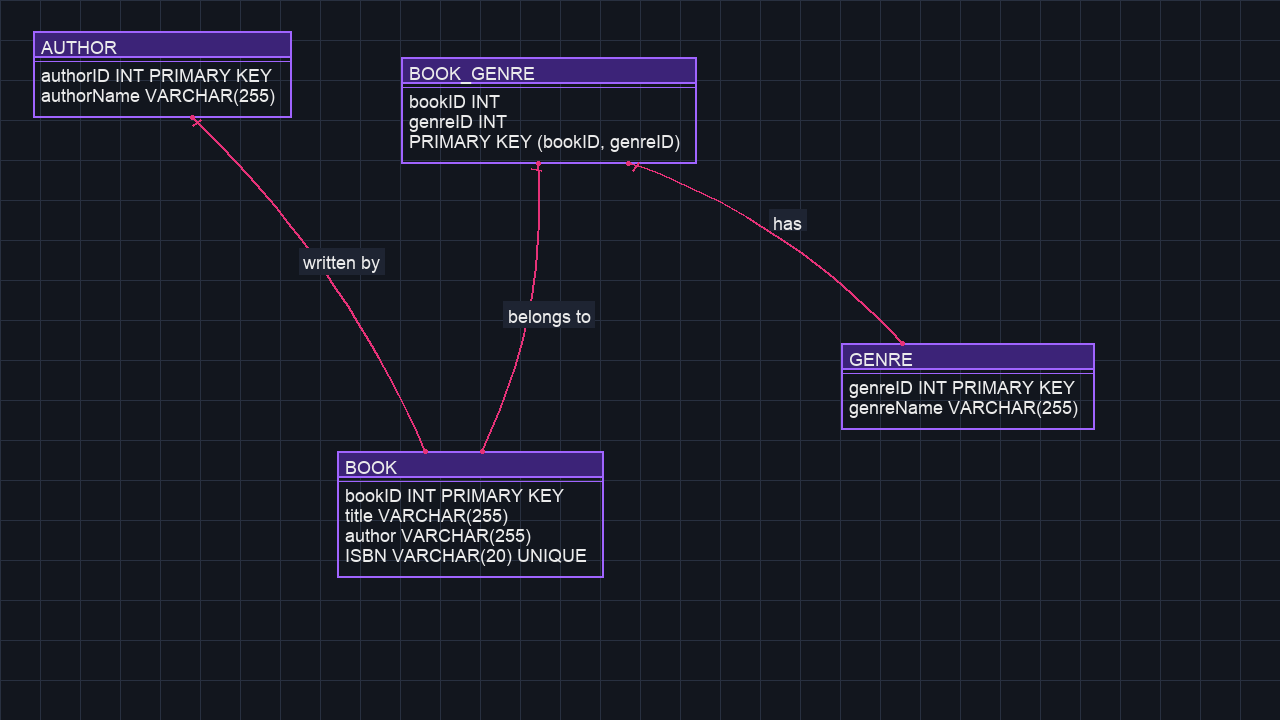 AUTHOR
authorID INT PRIMARY KEY
authorName VARCHAR(255)
BOOK_GENRE
bookID INT
genreID INT
PRIMARY KEY (bookID, genreID)
has
written by
belongs to
GENRE
genreID INT PRIMARY KEY
genreName VARCHAR(255)
BOOK
bookID INT PRIMARY KEY
title VARCHAR(255)
author VARCHAR(255)
ISBN VARCHAR(20) UNIQUE